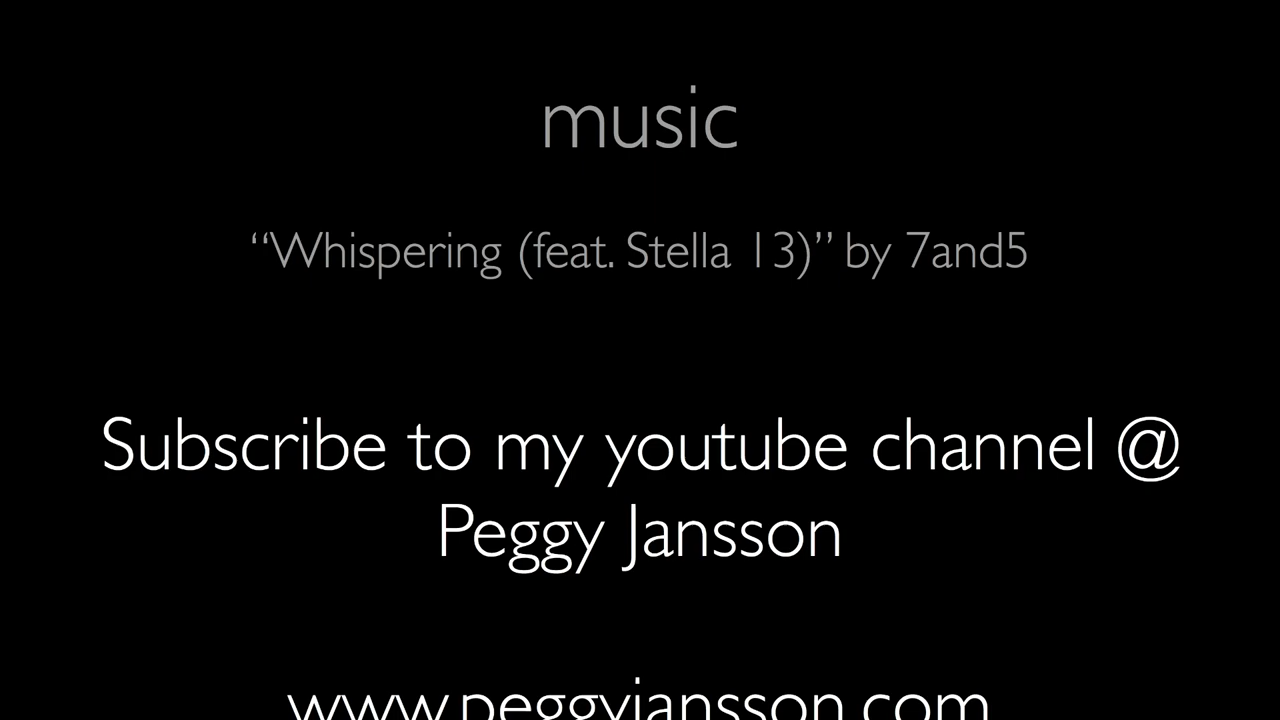 music
“Whispering (feat. Stella 13)” by 7and5
Subscribe to my youtube channel @
Peggy Jansson
www.peggyjansson.com